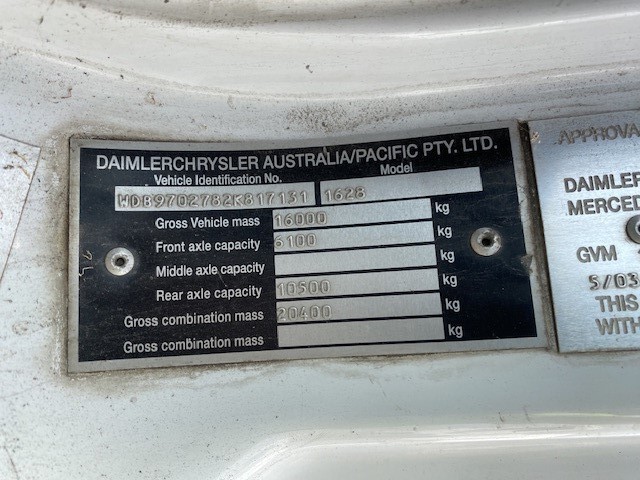 DAIMLERCHRYSLER AUSTRALIA/PACIFIC PTY. LTD.
Vehicle Identification No. Model
WDB9702782K817131 1628
Gross Vehicle mass 16000 kg
Front axle capacity 6100 kg
Middle axle capacity kg
Rear axle capacity 10500 kg
Gross combination mass 20400 kg
Gross combination mass kg
APPROVA
DAIMLER
MERCED
GVM
5/03
THIS
WITH